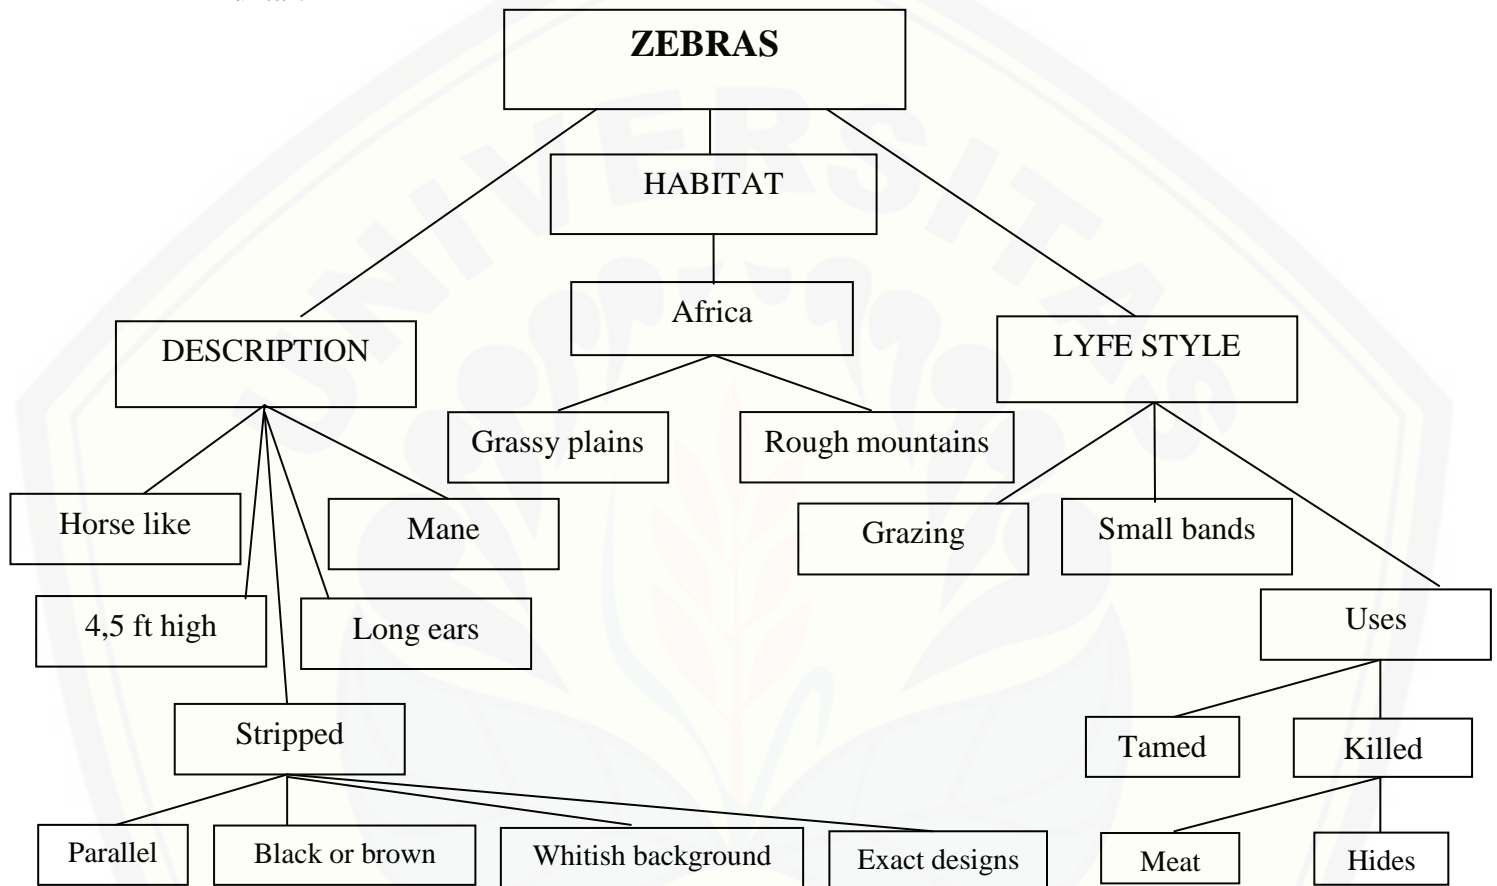 ZEBRAS
HABITAT
Africa
DESCRIPTION
LYFE STYLE
Grassy plains
Rough mountains
Horse like
Mane
Grazing
Small bands
4,5 ft high
Long ears
Uses
Stripped
Tamed
Killed
Parallel
Black or brown
Whitish background
Exact designs
Meat
Hides
UNIVERSITAS